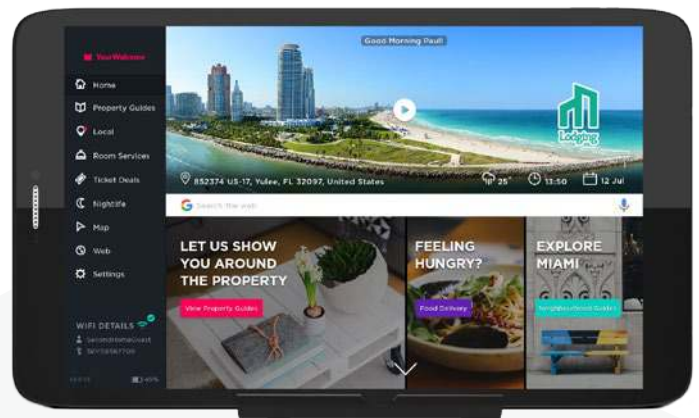 YourWelcome
Home
Property Guides
Local
Room Services
Ticket Deals
Nightlife
Map
Web
Settings
WIFI DETAILS
Good Morning Paul!
Lodging
852374 US-17, Yulee, FL 32097, United States
25°
13:50
12 Jul
Search the web
LET US SHOW
YOU AROUND
THE PROPERTY
View Property Guides
FEELING
HUNGRY?
Food Delivery
EXPLORE
MIAMI
Neighbourhood Guides